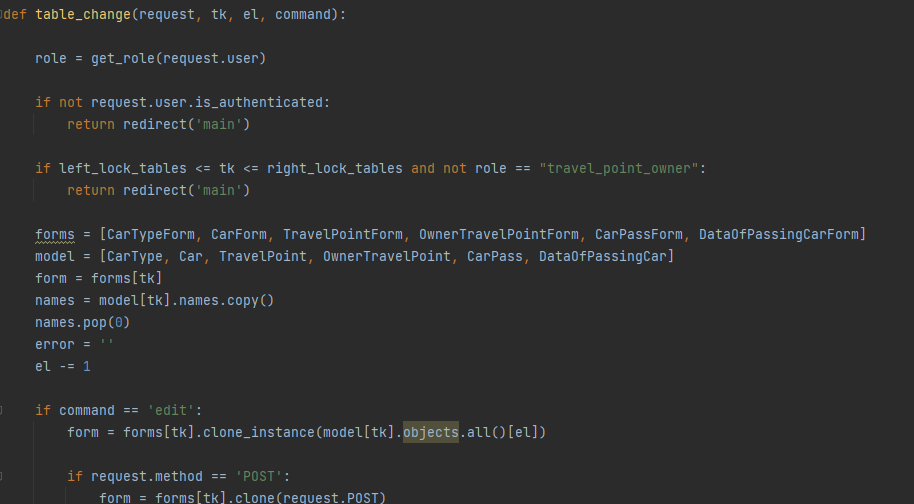 def table_change(request, tk, el, command):
role = get_role(request.user)
if not request.user.is_authenticated:
return redirect('main')
if left_lock_tables <= tk <= right_lock_tables and not role == "travel_point_owner":
return redirect('main')
forms = [CarTypeForm, CarForm, TravelPointForm, OwnerTravelPointForm, CarPassForm, DataOfPassingCarForm]
model = [CarType, Car, TravelPoint, OwnerTravelPoint, CarPass, DataOfPassingCar]
form = forms[tk]
names = model[tk].names.copy()
names.pop(0)
error = ''
el -= 1
if command == 'edit':
form = forms[tk].clone_instance(model[tk].objects.all()[el])
if request.method == 'POST':
form = forms[tk].clone(request.POST)